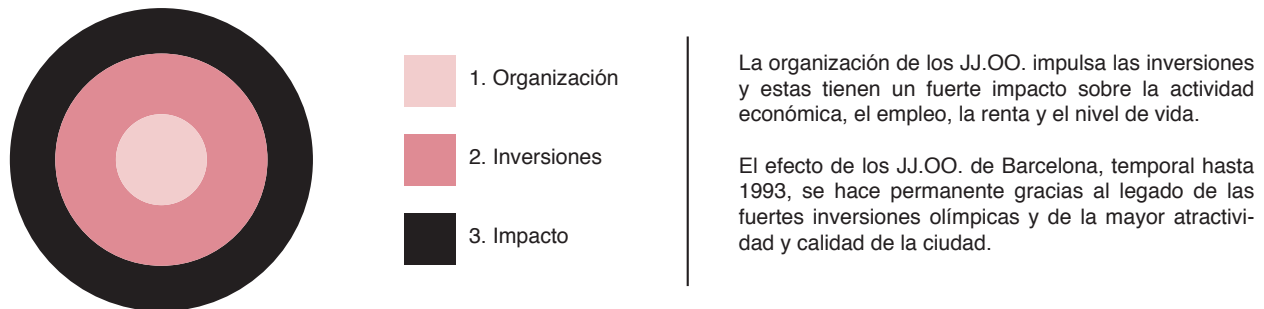 1. Organización
2. Inversiones
3. Impacto
La organización de los JJ.OO. impulsa las inversiones
y estas tienen un fuerte impacto sobre la actividad
económica, el empleo, la renta y el nivel de vida.
El efecto de los JJ.OO. de Barcelona, temporal hasta
1993, se hace permanente gracias al legado de las
fuertes inversiones olímpicas y de la mayor atractivi-
dad y calidad de la ciudad.